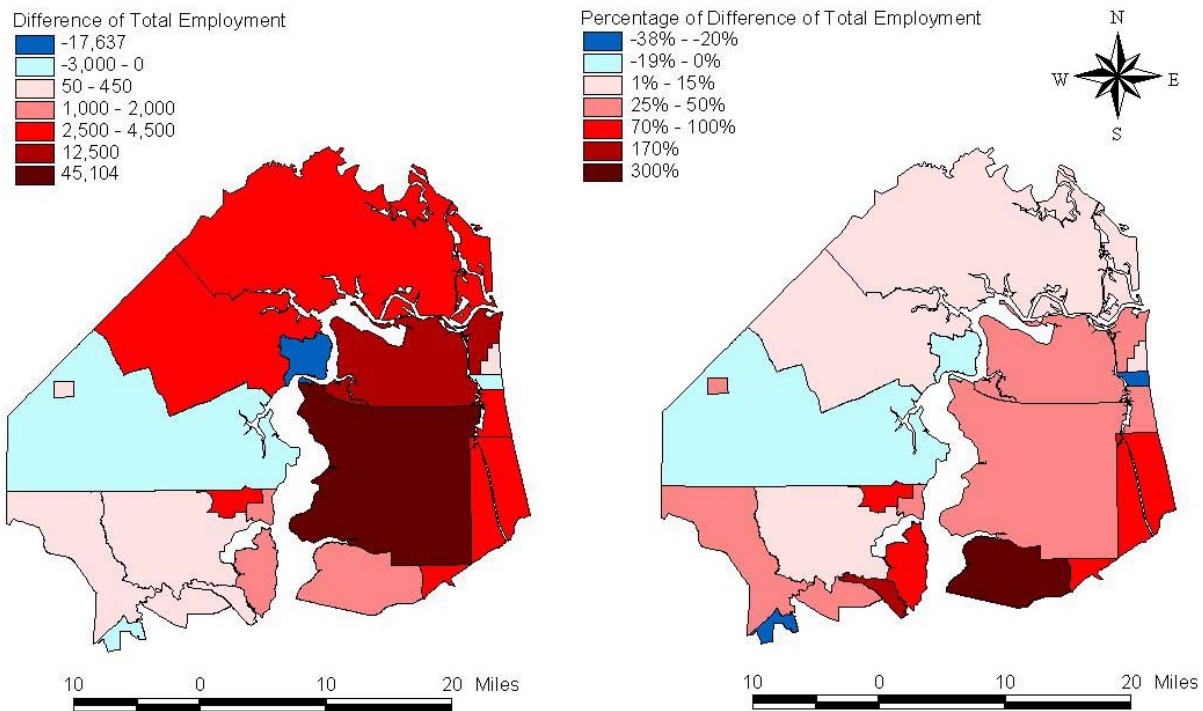 Difference of Total Employment
-17,637
-3,000 - 0
50 - 450
1,000 - 2,000
2,500 - 4,500
12,500
45,104
Percentage of Difference of Total Employment
-38% - -20%
-19% - 0%
1% - 15%
25% - 50%
70% - 100%
170%
300%
N
W E
S
10 0 10 20 Miles
10 0 10 20 Miles